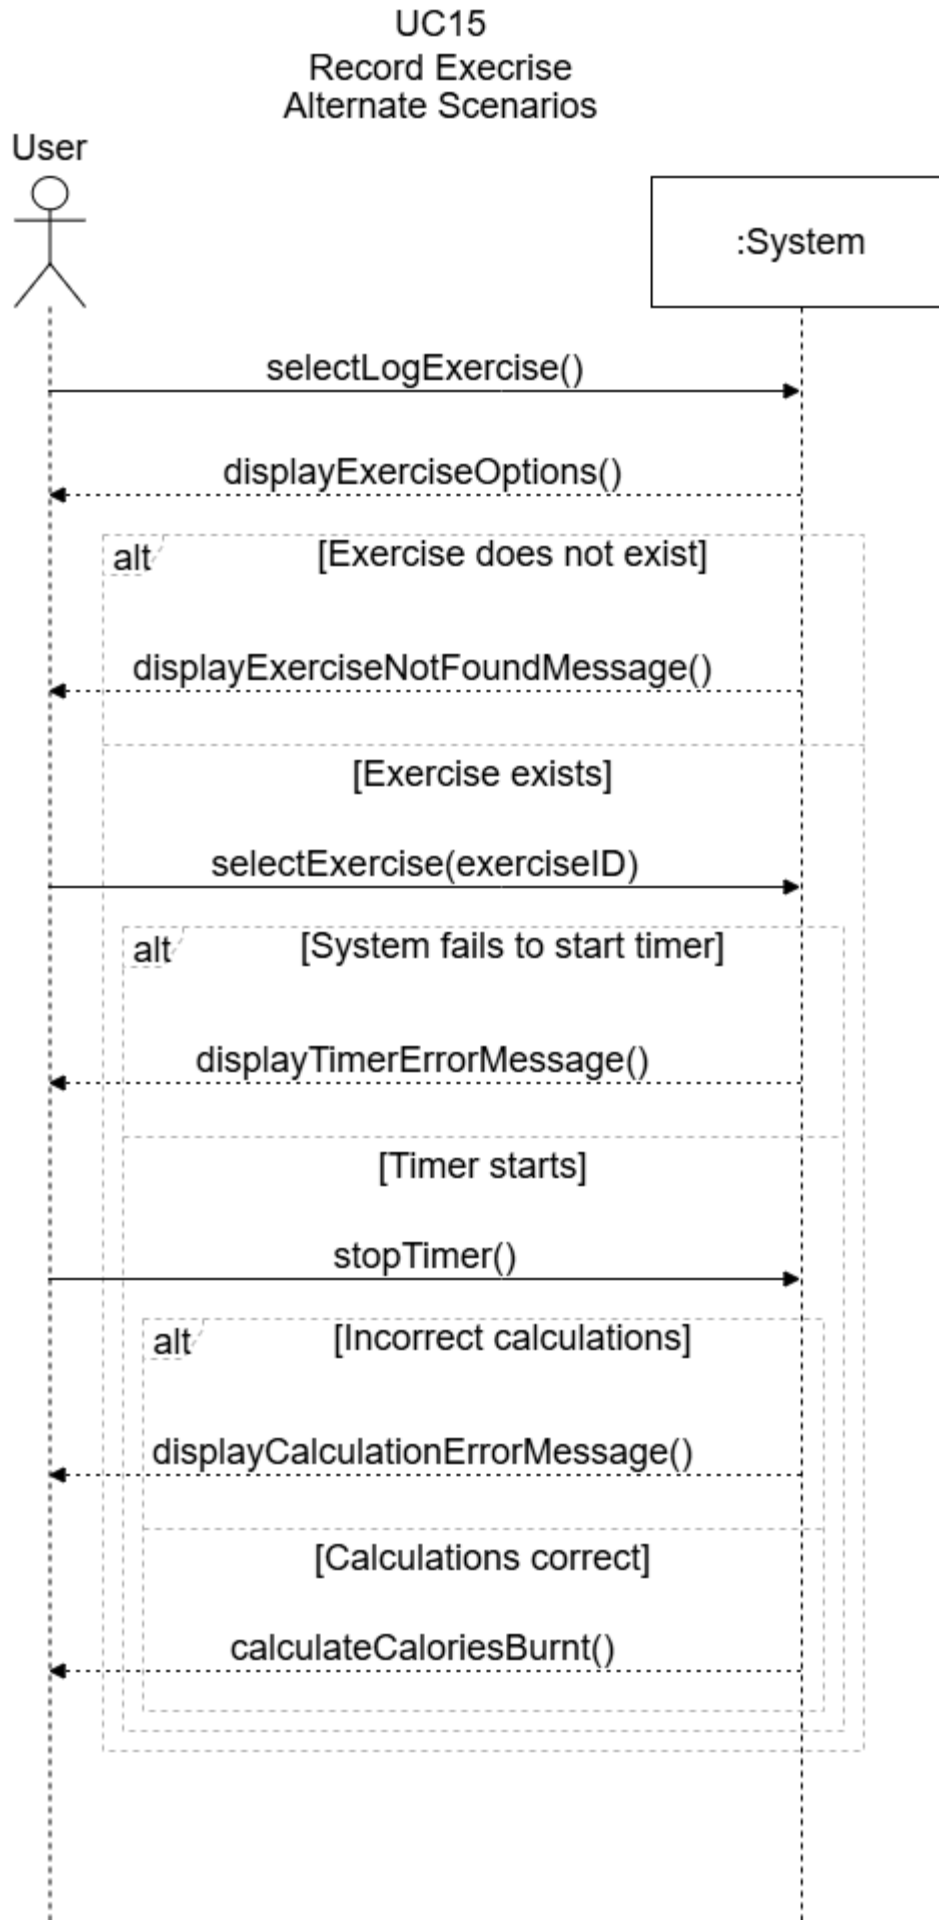 UC15
Record Execrise
Alternate Scenarios
User
:System
selectLogExercise()
displayExerciseOptions()
alt
[Exercise does not exist]
displayExerciseNotFoundMessage()
[Exercise exists]
selectExercise(exerciseID)
alt
[System fails to start timer]
displayTimerErrorMessage()
[Timer starts]
stopTimer()
alt
[Incorrect calculations]
displayCalculationErrorMessage()
[Calculations correct]
calculateCaloriesBurnt()